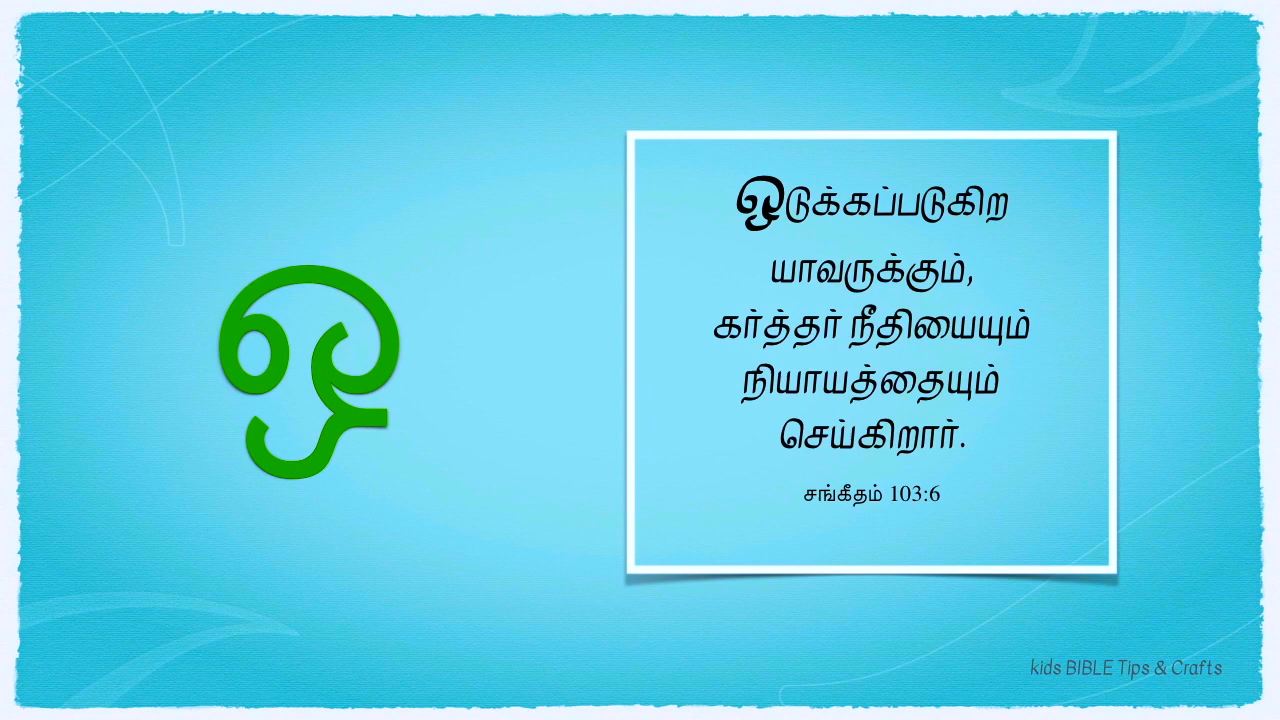 ஒ
ஒடுக்கப்படுகிற
யாவருக்கும்,
கர்த்தர் நீதியையும்
நியாயத்தையும்
செய்கிறார்.
சங்கீதம் 103:6
kids BIBLE Tips & Crafts